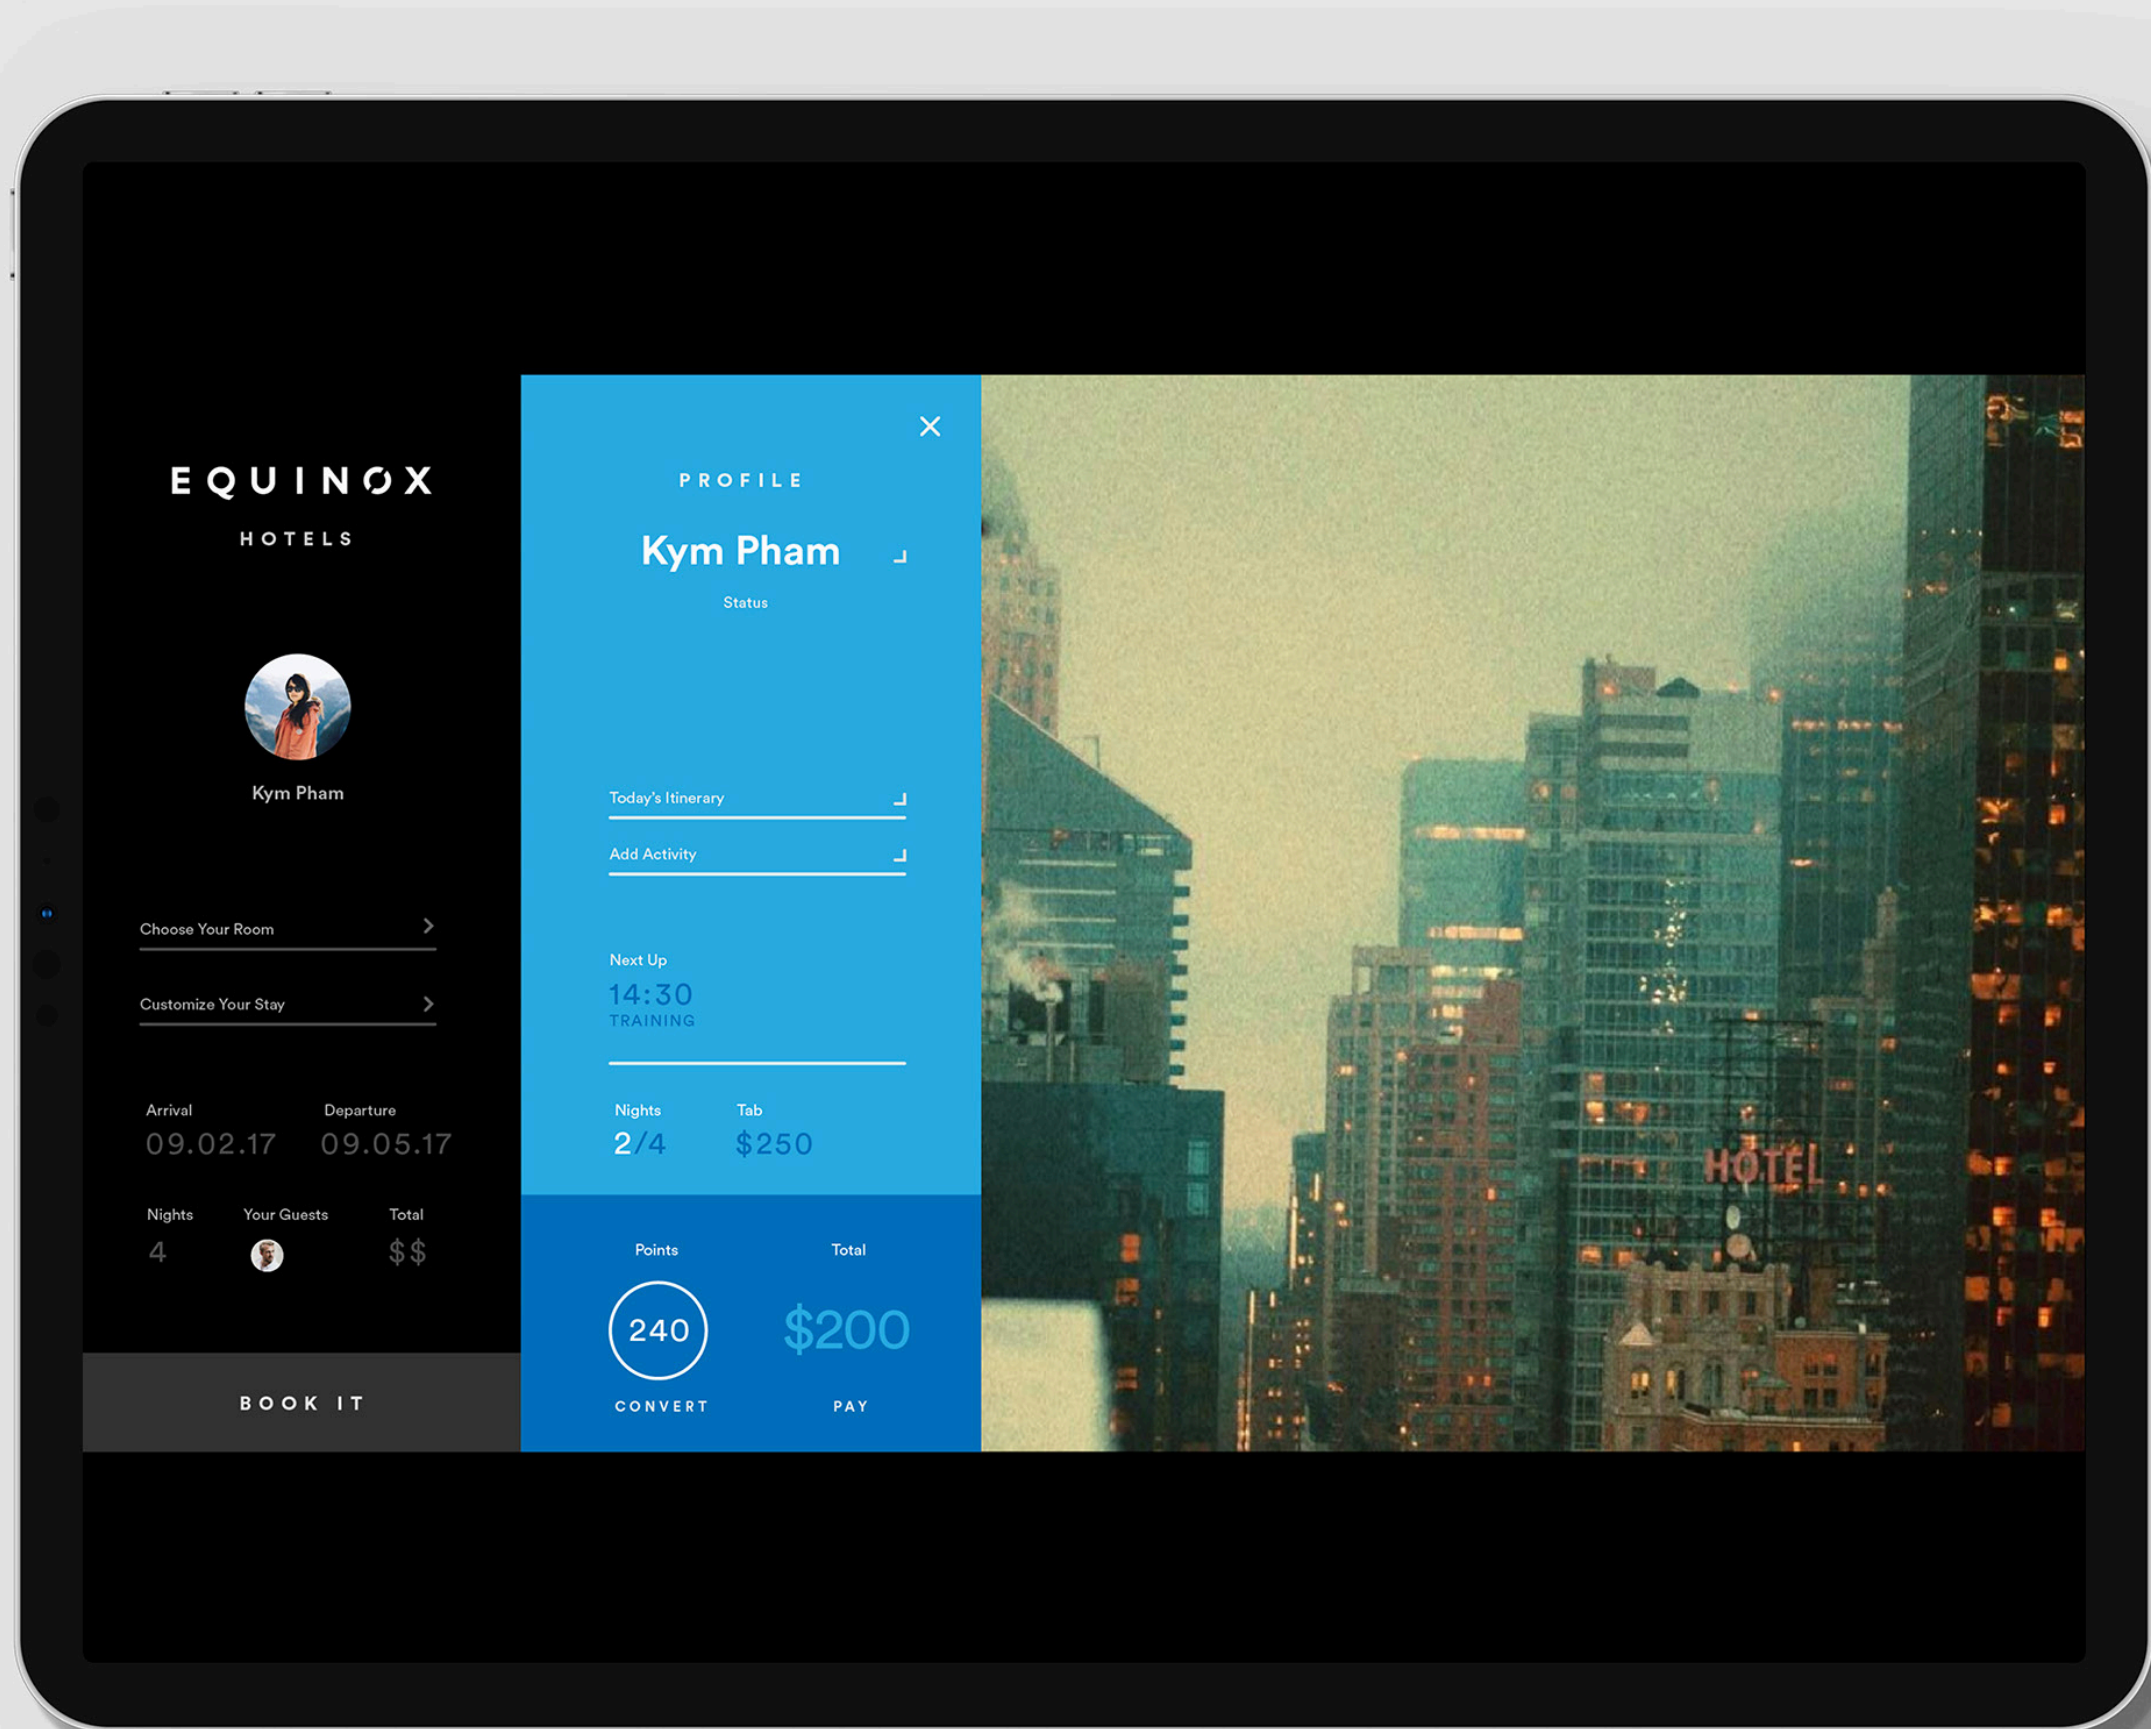 EQUINOX
HOTELS
Kym Pham
Choose Your Room
Customize Your Stay
Arrival Departure
09.02.17 09.05.17
Nights Your Guests Total
4 $$
BOOK IT
PROFILE
Kym Pham
Status
Today's Itinerary
Add Activity
Next Up
14:30
TRAINING
Nights Tab
2/4 $250
Points Total
240 $200
CONVERT PAY
HOTEL